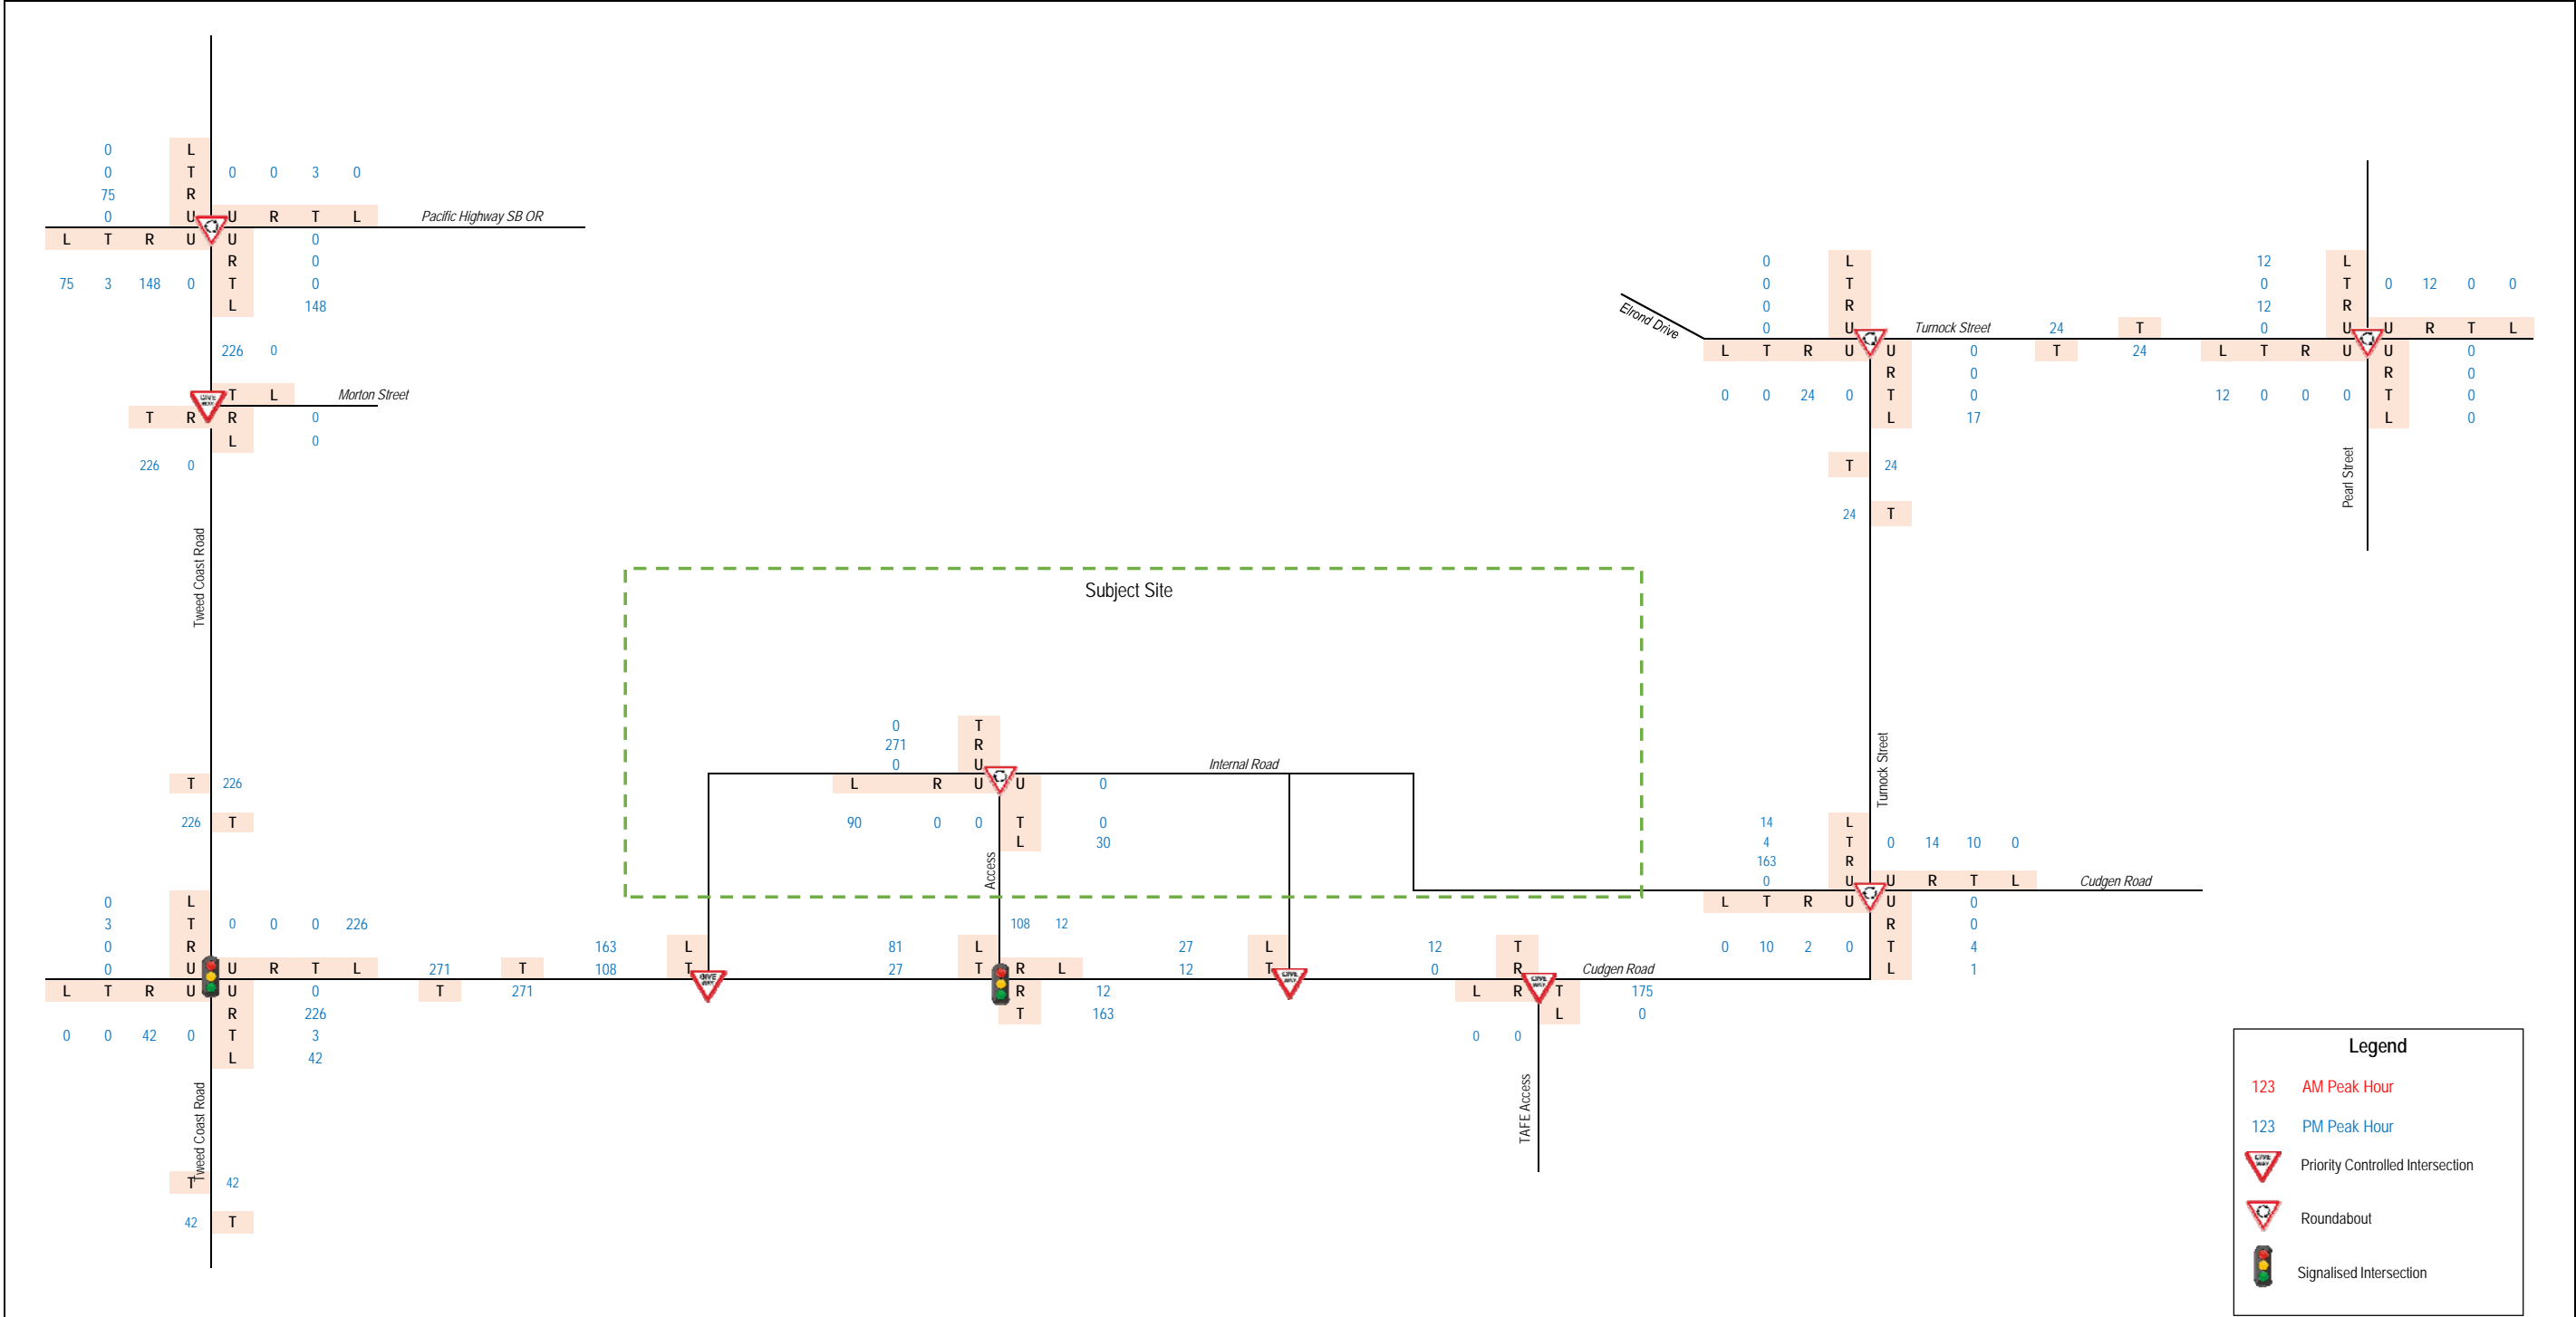 0 L
0 T 0 0 3 0
75 R
0 U U R T L Pacific Highway SB OR
L T R U U 0
R 0
75 3 148 0 T 0
L 148
226 0
T L Morton Street
T R R 0
L 0
226 0
Tweed Coast Road
T 226
226 T
0 L
3 T 0 0 0 226
0 R
0 U U R T L 271 T
L T R U U 0 T 271
R 226
0 0 42 0 T 3
L 42
Tweed Coast Road
T 42
42 T
Subject Site
0 T
271 R
0 U Internal Road
L R U U 0
90 0 0 T 0
L 30
Access
108 12
163 L 81 L 27 L 12 T
108 T 27 T R L 12 T 0 R Cudgen Road
R 12 L R T 175
T 163 L 0
0 0
TAFE Access
Elrond Drive
0 L
0 T
0 R
0 U Turnock Street 24 T
L T R U U 0 T 24
R 0
0 0 24 0 T 0
L 17
T 24
24 T
12 L
0 T 0 12 0 0
12 R
0 U U R T L
L T R U U 0
R 0
12 0 0 0 T 0
L 0
Pearl Street
Turnock Street
14 L
4 T 0 14 10 0
163 R
0 U U R T L Cudgen Road
L T R U U 0
R 0
0 10 2 0 T 4
L 1
Legend
123 AM Peak Hour
123 PM Peak Hour
GIVE WAY Priority Controlled Intersection
Roundabout
Signalised Intersection